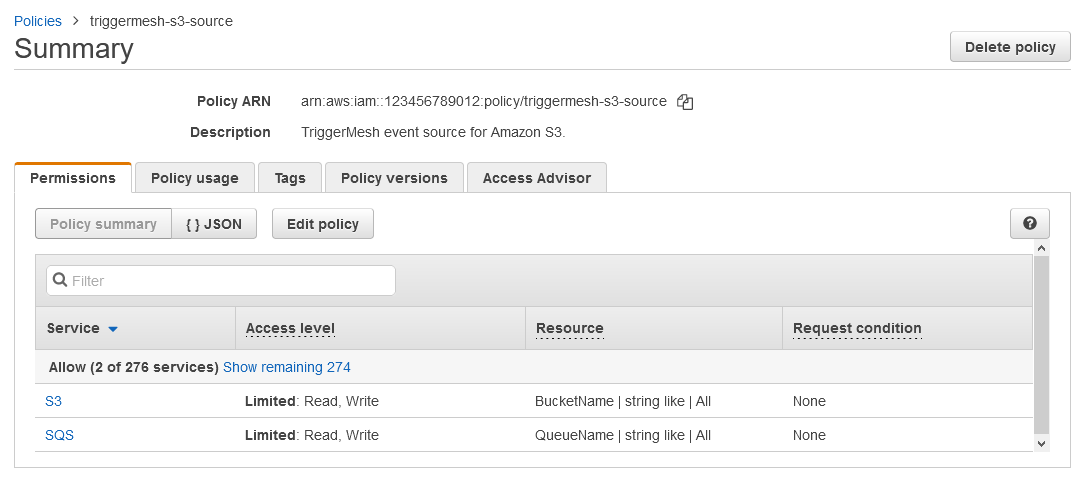 Policies > triggermesh-s3-source
Summary
Delete policy
Policy ARN arn:aws:iam::123456789012:policy/triggermesh-s3-source
Description TriggerMesh event source for Amazon S3.
Permissions Policy usage Tags Policy versions Access Advisor
Policy summary { } JSON Edit policy ?
Filter
Service Access level Resource Request condition
Allow (2 of 276 services) Show remaining 274
S3 Limited: Read, Write BucketName | string like | All None
SQS Limited: Read, Write QueueName | string like | All None